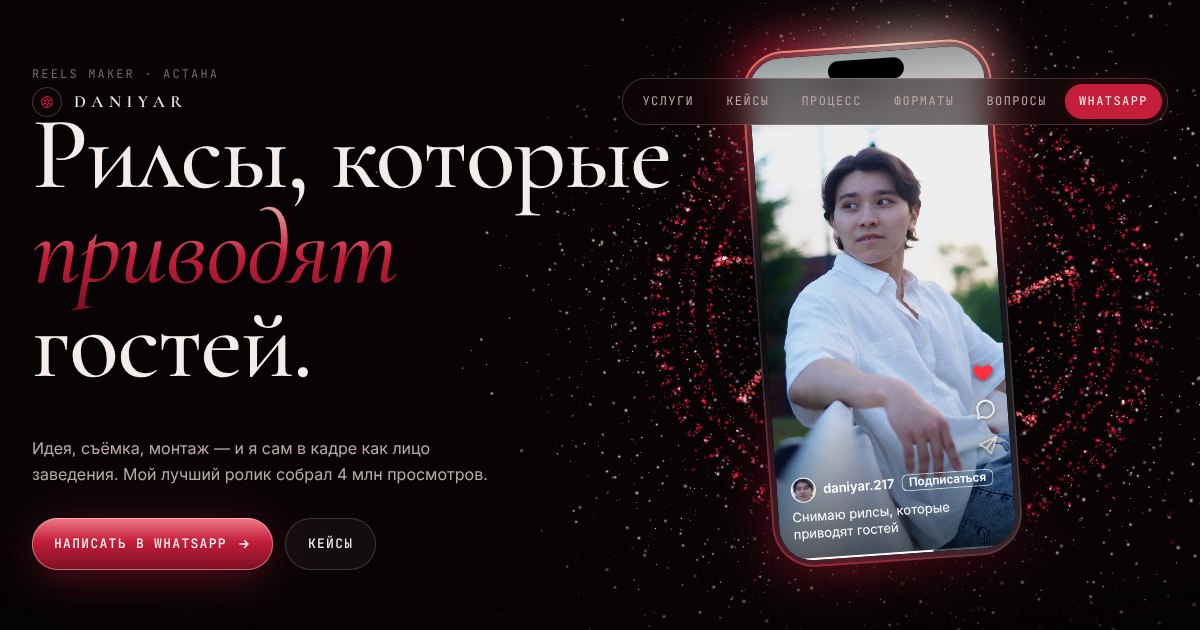 REELS MAKER · АСТАНА
DANIYAR
УСЛУГИ КЕЙСЫ ПРОЦЕСС ФОРМАТЫ ВОПРОСЫ WHATSAPP
Рилсы, которые
приводят
гостей.
Идея, съёмка, монтаж — и я сам в кадре как лицо
заведения. Мой лучший ролик собрал 4 млн просмотров.
НАПИСАТЬ В WHATSAPP →
КЕЙСЫ
daniyar.217 Подписаться
Снимаю рилсы, которые
приводят гостей